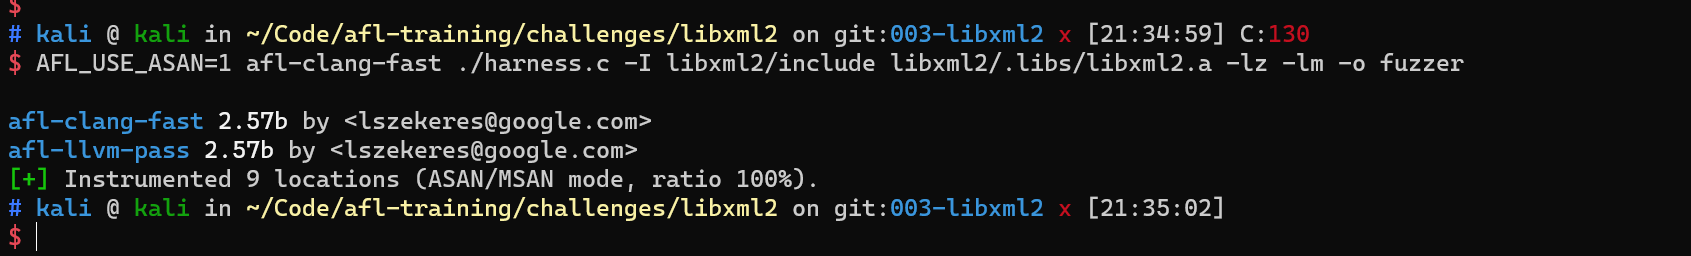 $
# kali @ kali in ~/Code/afl-training/challenges/libxml2 on git:003-libxml2 x [21:34:59] C:130
$ AFL_USE_ASAN=1 afl-clang-fast ./harness.c -I libxml2/include libxml2/.libs/libxml2.a -lz -lm -o fuzzer
afl-clang-fast 2.57b by <lszekeres@google.com>
afl-llvm-pass 2.57b by <lszekeres@google.com>
[+] Instrumented 9 locations (ASAN/MSAN mode, ratio 100%).
# kali @ kali in ~/Code/afl-training/challenges/libxml2 on git:003-libxml2 x [21:35:02]
$